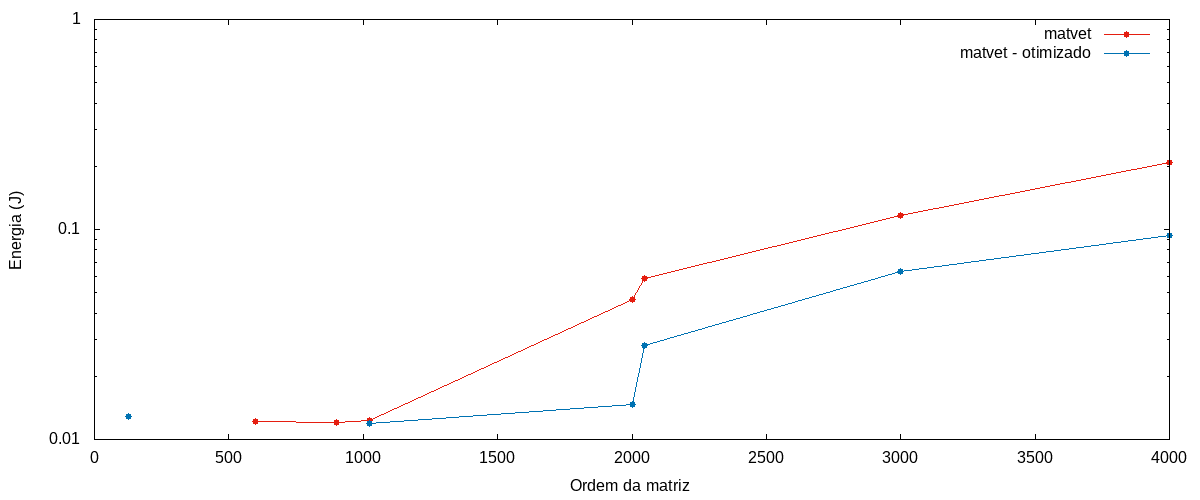 1
matvet
matvet - otimizado
0.1
Energia (J)
0.01
0 500 1000 1500 2000 2500 3000 3500 4000
Ordem da matriz